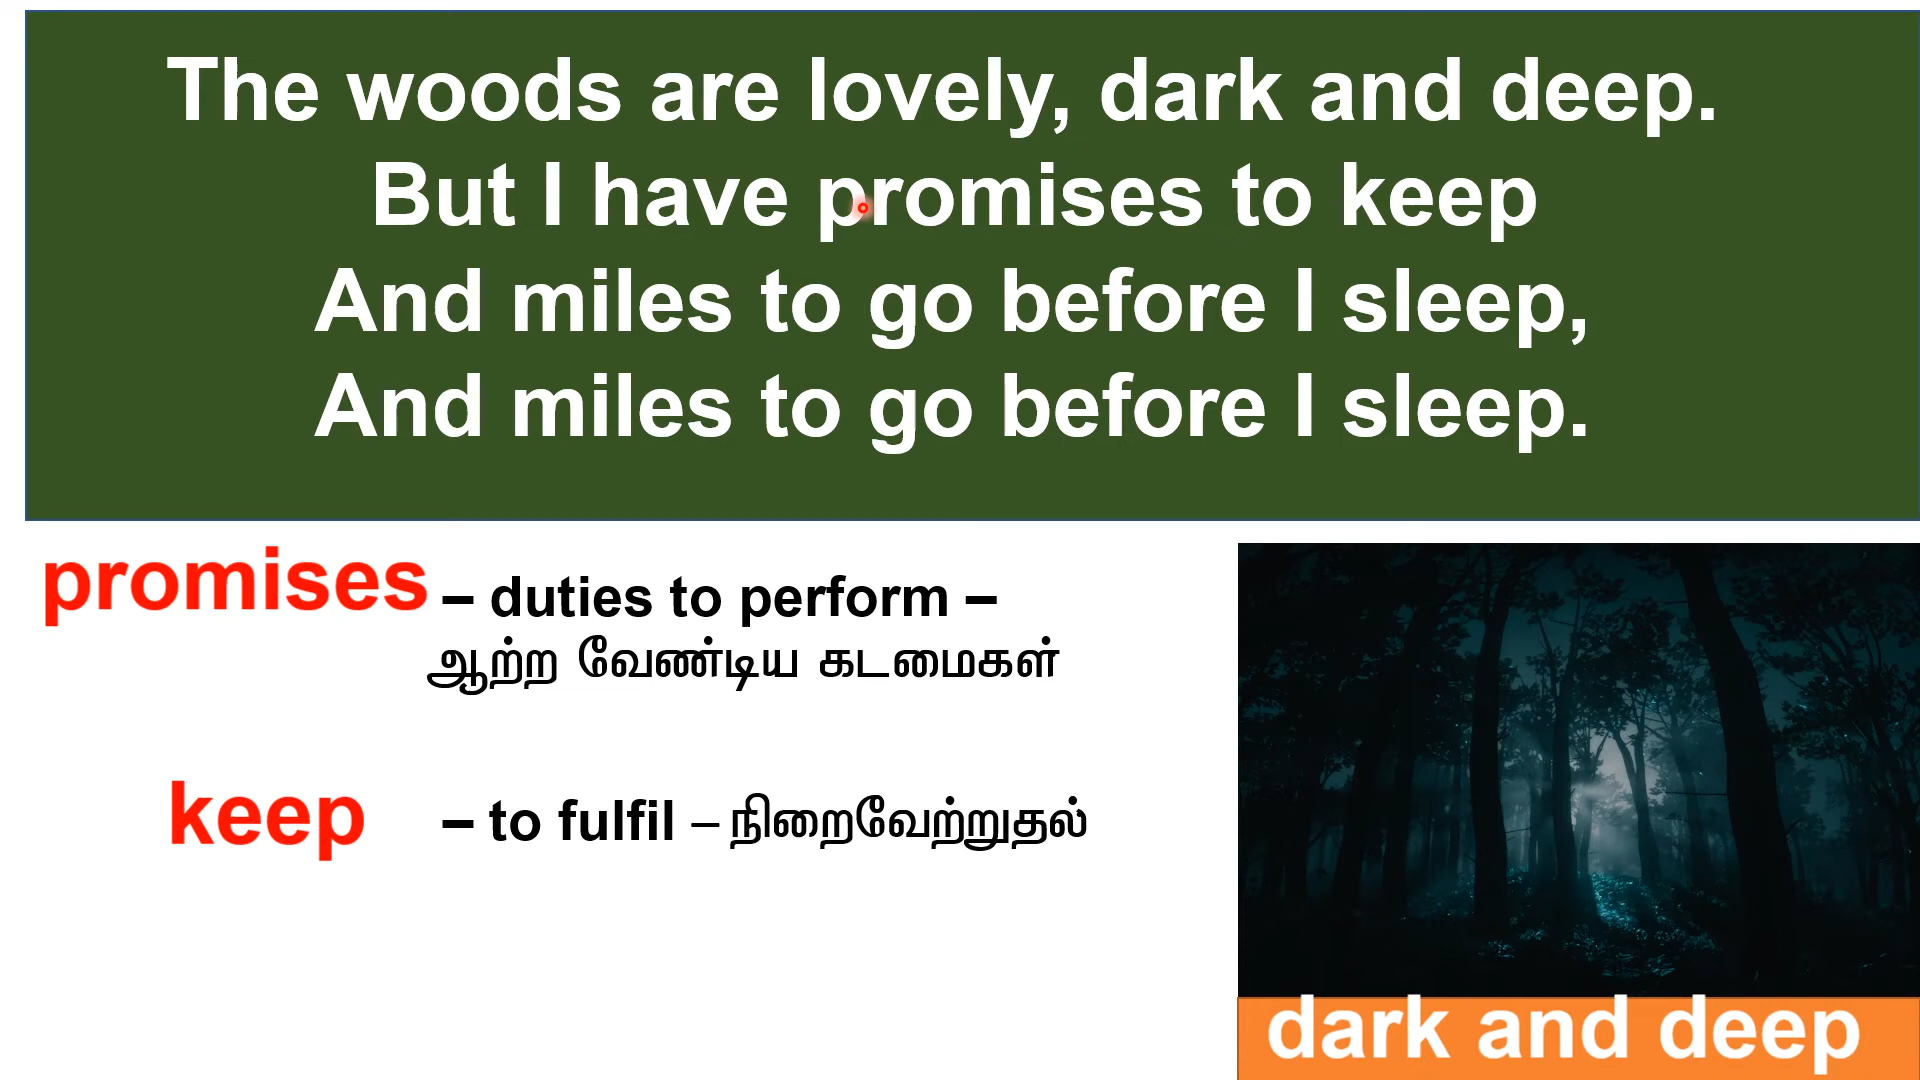 The woods are lovely, dark and deep.
But I have promises to keep
And miles to go before I sleep,
And miles to go before I sleep.
promises – duties to perform –
ஆற்ற வேண்டிய கடமைகள்
keep – to fulfil – நிறைவேற்றுதல்
dark and deep